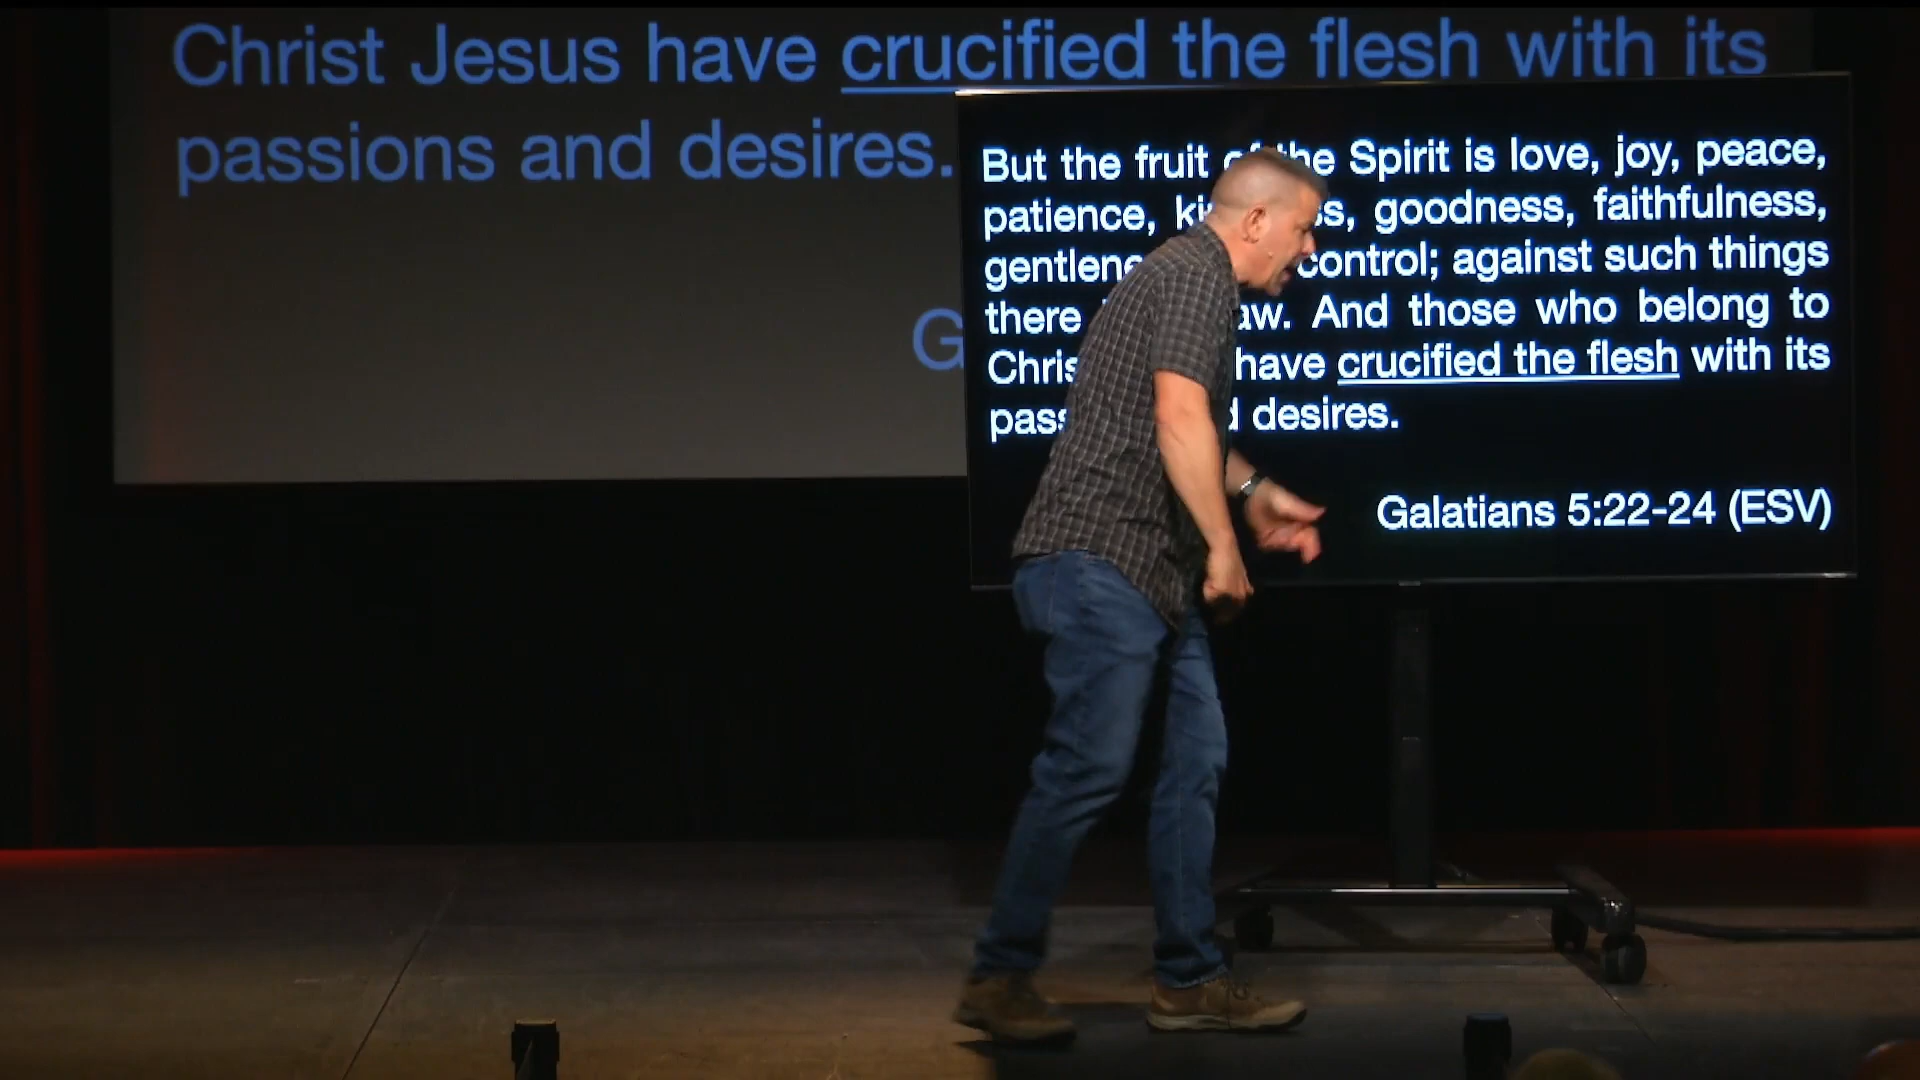 Christ Jesus have crucified the flesh with its
passions and desires.
G
But the fruit of the Spirit is love, joy, peace,
patience, goodness, faithfulness,
control; against such things
there And those who belong to
have crucified the flesh with its
desires.
Galatians 5:22-24 (ESV)